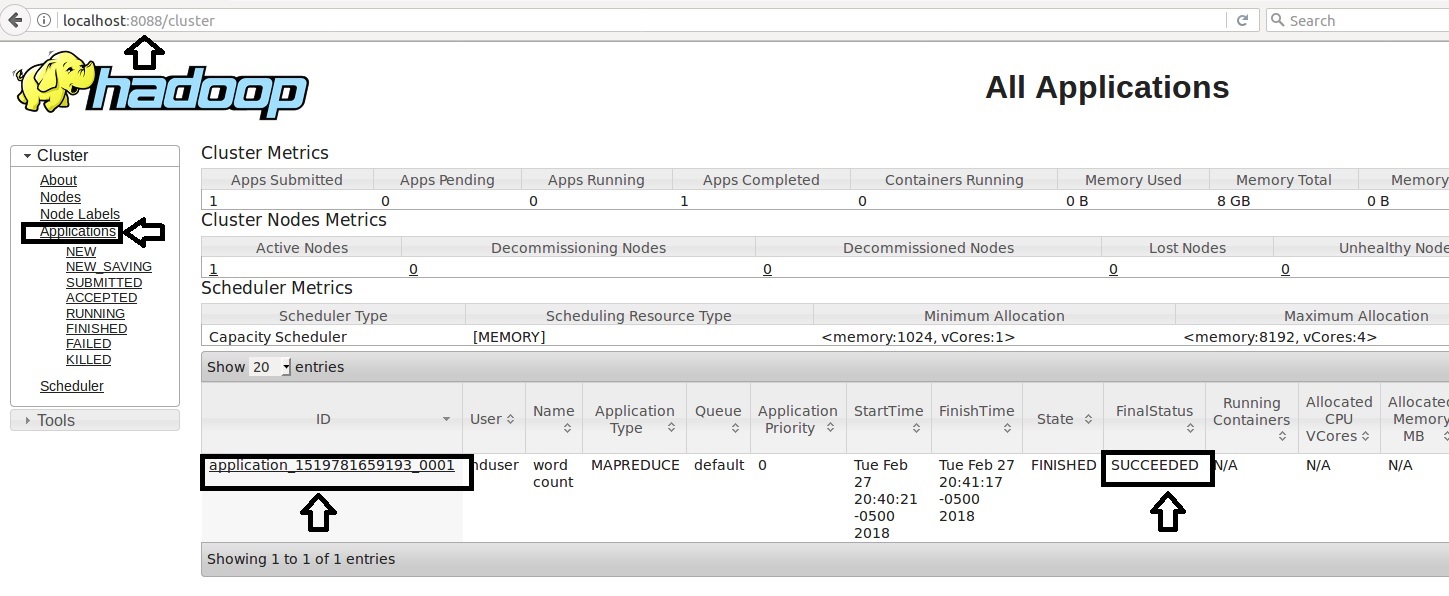 localhost:8088/cluster
Search
hadoop
All Applications
Cluster
About
Nodes
Node Labels
Applications
NEW
NEW_SAVING
SUBMITTED
ACCEPTED
RUNNING
FINISHED
FAILED
KILLED
Scheduler
Tools
Cluster Metrics
Apps Submitted Apps Pending Apps Running Apps Completed Containers Running Memory Used Memory Total Memory
1 0 0 1 0 0 B 8 GB 0 B
Cluster Nodes Metrics
Active Nodes Decommissioning Nodes Decommissioned Nodes Lost Nodes Unhealthy Node
1 0 0 0 0
Scheduler Metrics
Scheduler Type Scheduling Resource Type Minimum Allocation Maximum Allocation
Capacity Scheduler [MEMORY] <memory:1024, vCores:1> <memory:8192, vCores:4>
Show 20 entries
ID User Name Application Type Queue Application Priority StartTime FinishTime State FinalStatus Running Containers Allocated CPU VCores Allocated Memory MB
application_1519781659193_0001 nduser word count MAPREDUCE default 0 Tue Feb 27 20:40:21 -0500 2018 Tue Feb 27 20:41:17 -0500 2018 FINISHED SUCCEEDED N/A N/A N/A
Showing 1 to 1 of 1 entries